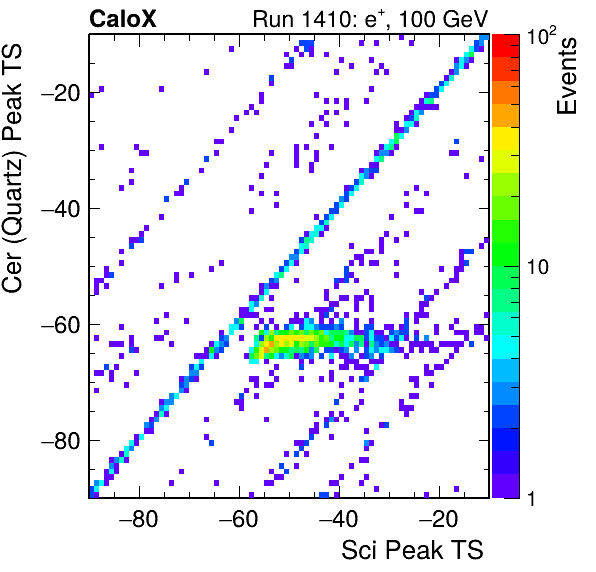 CaloX Run 1410: e⁺, 100 GeV
Cer (Quartz) Peak TS
−20
−40
−60
−80
−80 −60 −40 −20
Sci Peak TS
10²
10
1
Events